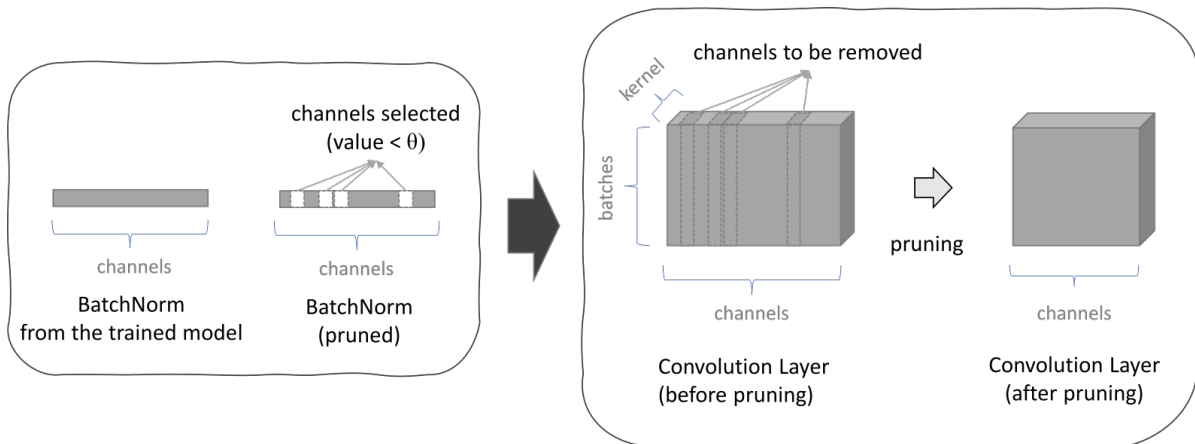 channels selected
(value < θ)
channels
channels
BatchNorm
from the trained model
BatchNorm
(pruned)
channels to be removed
kernel
batches
pruning
channels
channels
Convolution Layer
(before pruning)
Convolution Layer
(after pruning)